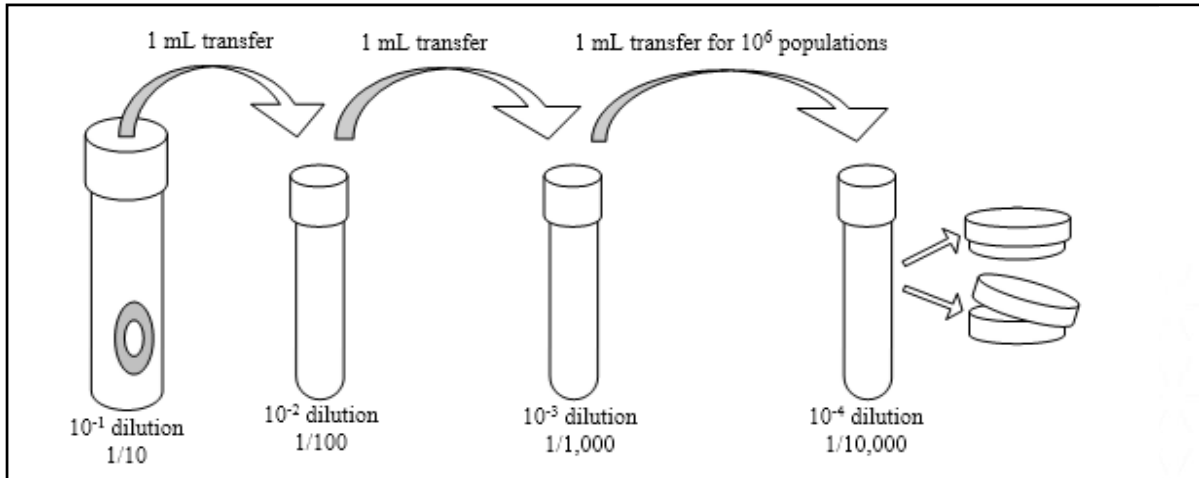 1 mL transfer
1 mL transfer
1 mL transfer for 10⁶ populations
10⁻¹ dilution
1/10
10⁻² dilution
1/100
10⁻³ dilution
1/1,000
10⁻⁴ dilution
1/10,000